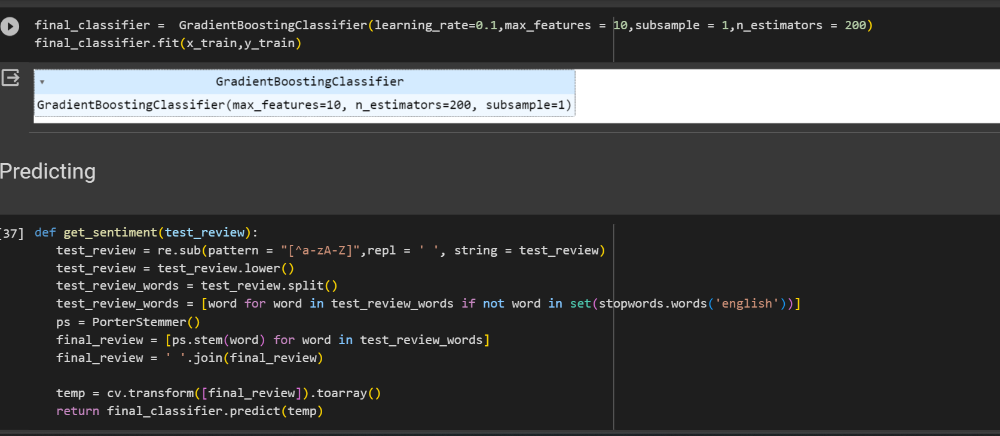 final_classifier =  GradientBoostingClassifier(learning_rate=0.1,max_features = 10,subsample = 1,n_estimators = 200)
final_classifier.fit(x_train,y_train)
GradientBoostingClassifier
GradientBoostingClassifier(max_features=10, n_estimators=200, subsample=1)
Predicting
[37] def get_sentiment(test_review):
test_review = re.sub(pattern = "[^a-zA-Z]",repl = ' ', string = test_review)
test_review = test_review.lower()
test_review_words = test_review.split()
test_review_words = [word for word in test_review_words if not word in set(stopwords.words('english'))]
ps = PorterStemmer()
final_review = [ps.stem(word) for word in test_review_words]
final_review = ' '.join(final_review)
temp = cv.transform([final_review]).toarray()
return final_classifier.predict(temp)